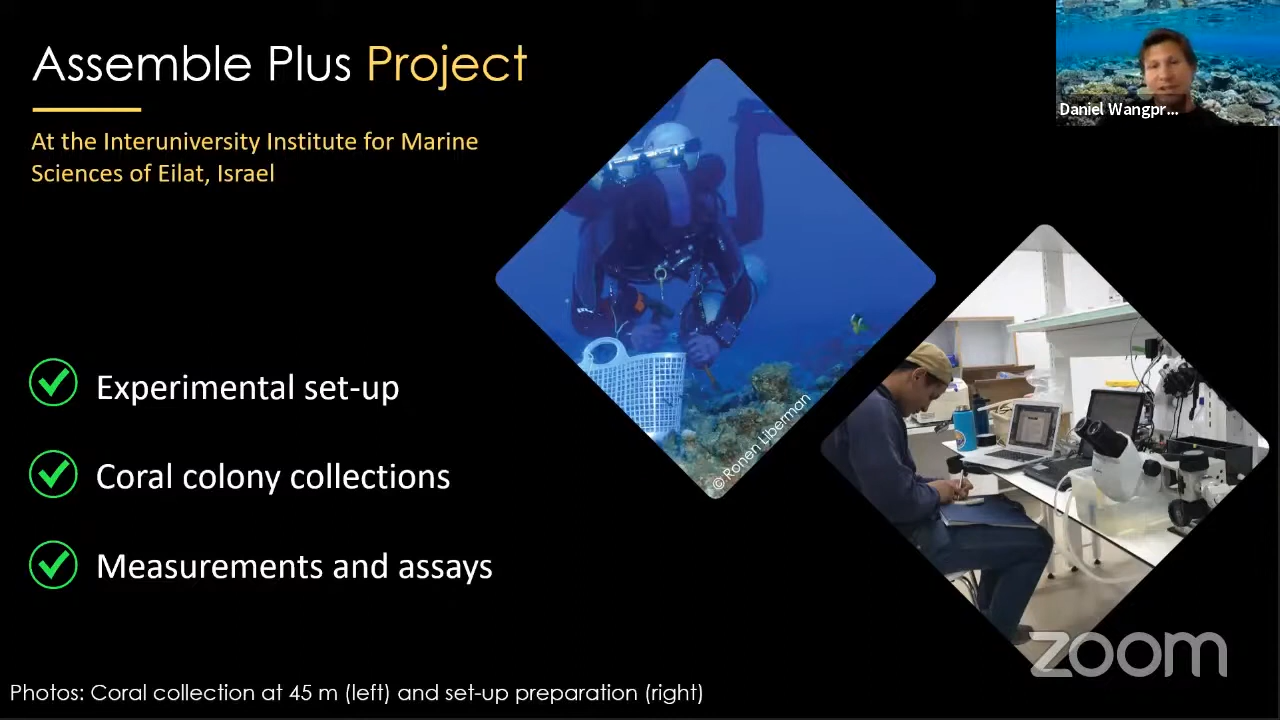 Assemble Plus Project
At the Interuniversity Institute for Marine
Sciences of Eilat, Israel
Daniel Wangpr...
Experimental set-up
Coral colony collections
Measurements and assays
© Ronen Liberman
zoom
Photos: Coral collection at 45 m (left) and set-up preparation (right)